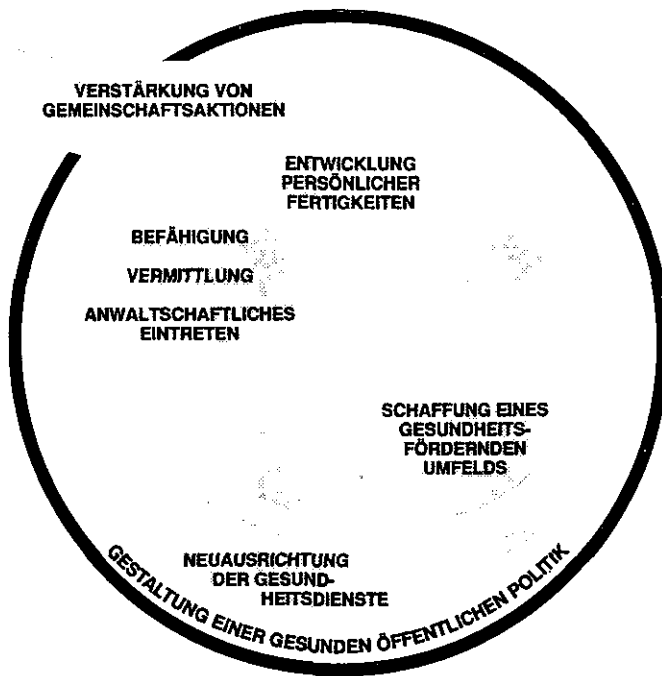 VERSTÄRKUNG VON
GEMEINSCHAFTSAKTIONEN
ENTWICKLUNG
PERSÖNLICHER
FERTIGKEITEN
BEFÄHIGUNG
VERMITTLUNG
ANWALTSCHAFTLICHES
EINTRETEN
SCHAFFUNG EINES
GESUNDHEITS-
FÖRDERNDEN
UMFELDS
NEUAUSRICHTUNG
DER GESUND-
HEITSDIENSTE
GESTALTUNG EINER GESUNDEN ÖFFENTLICHEN POLITIK